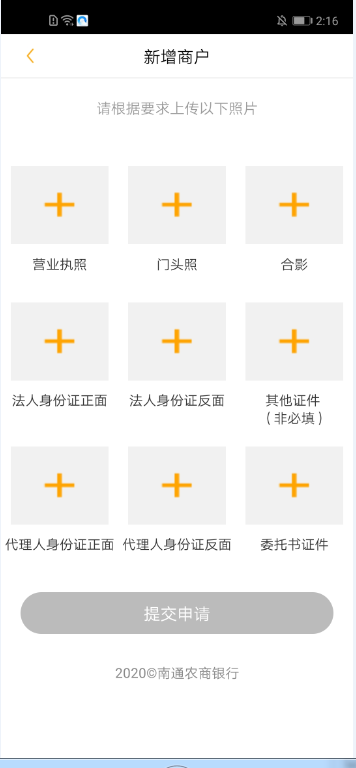 2:16
新增商户
请根据要求上传以下照片
营业执照 门头照 合影
法人身份证正面 法人身份证反面 其他证件
（非必填）
代理人身份证正面 代理人身份证反面 委托书证件
提交申请
2020©南通农商银行